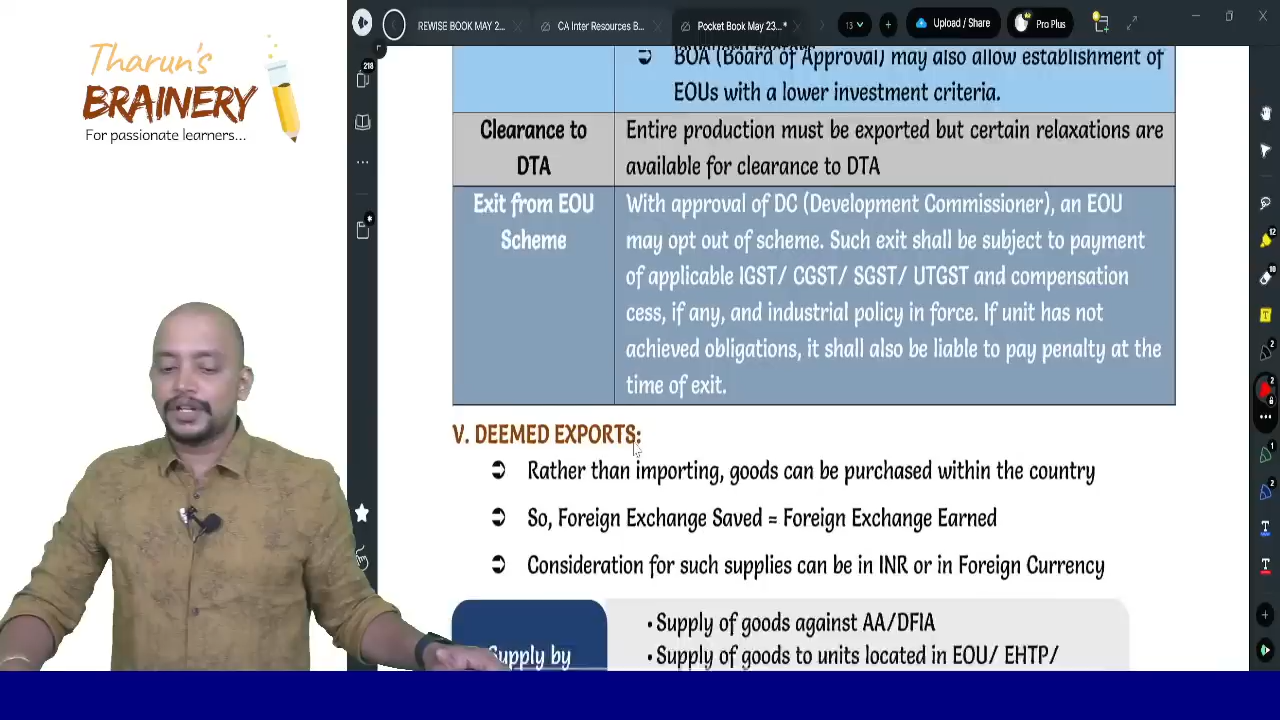 Tharun's
BRAINERY
For passionate learners...
REWISE BOOK MAY 2...
CA Inter Resources B...
Pocket Book May 23...*
13
Upload / Share
Pro Plus
218
BOA (Board of Approval) may also allow establishment of
EOUs with a lower investment criteria.
Clearance to
DTA
Entire production must be exported but certain relaxations are
available for clearance to DTA
Exit from EOU
Scheme
With approval of DC (Development Commissioner), an EOU
may opt out of scheme. Such exit shall be subject to payment
of applicable IGST/ CGST/ SGST/ UTGST and compensation
cess, if any, and industrial policy in force. If unit has not
achieved obligations, it shall also be liable to pay penalty at the
time of exit.
V. DEEMED EXPORTS:
Rather than importing, goods can be purchased within the country
So, Foreign Exchange Saved = Foreign Exchange Earned
Consideration for such supplies can be in INR or in Foreign Currency
Supply by
• Supply of goods against AA/DFIA
• Supply of goods to units located in EOU/ EHTP/